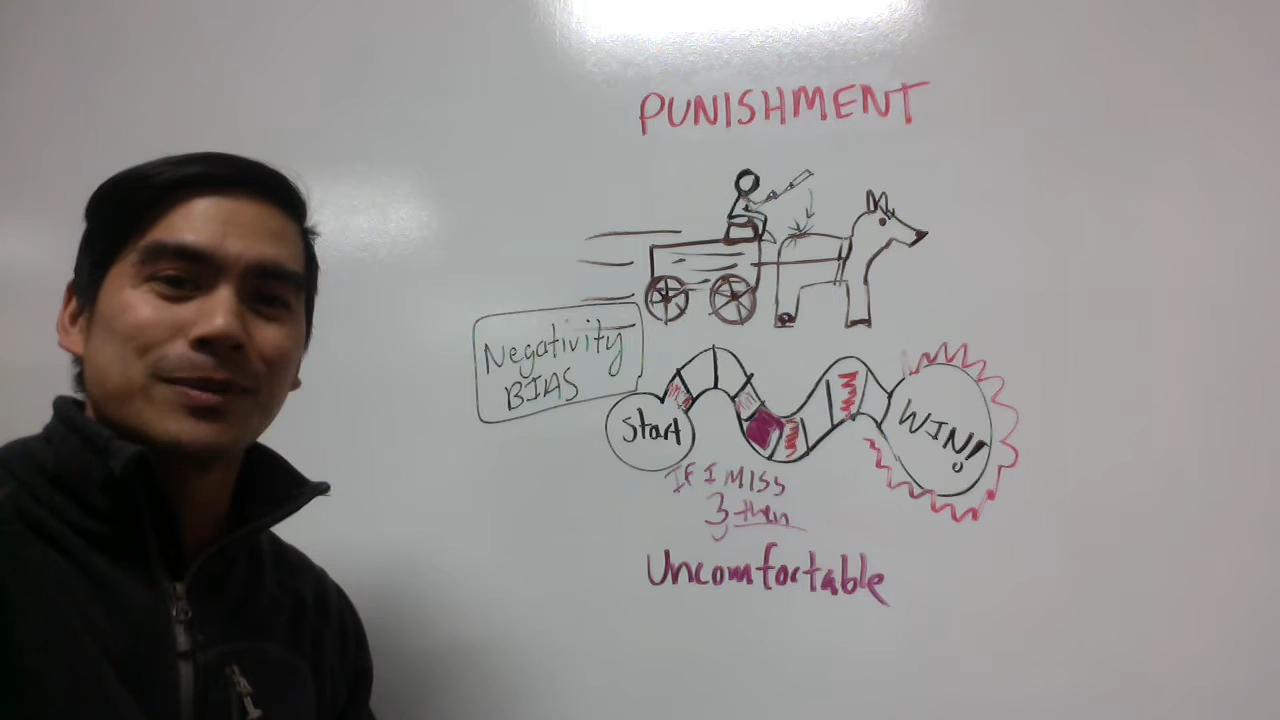 PUNISHMENT
Negativity
BIAS
Start
WIN!
IF I MISS
3 then
Uncomfortable